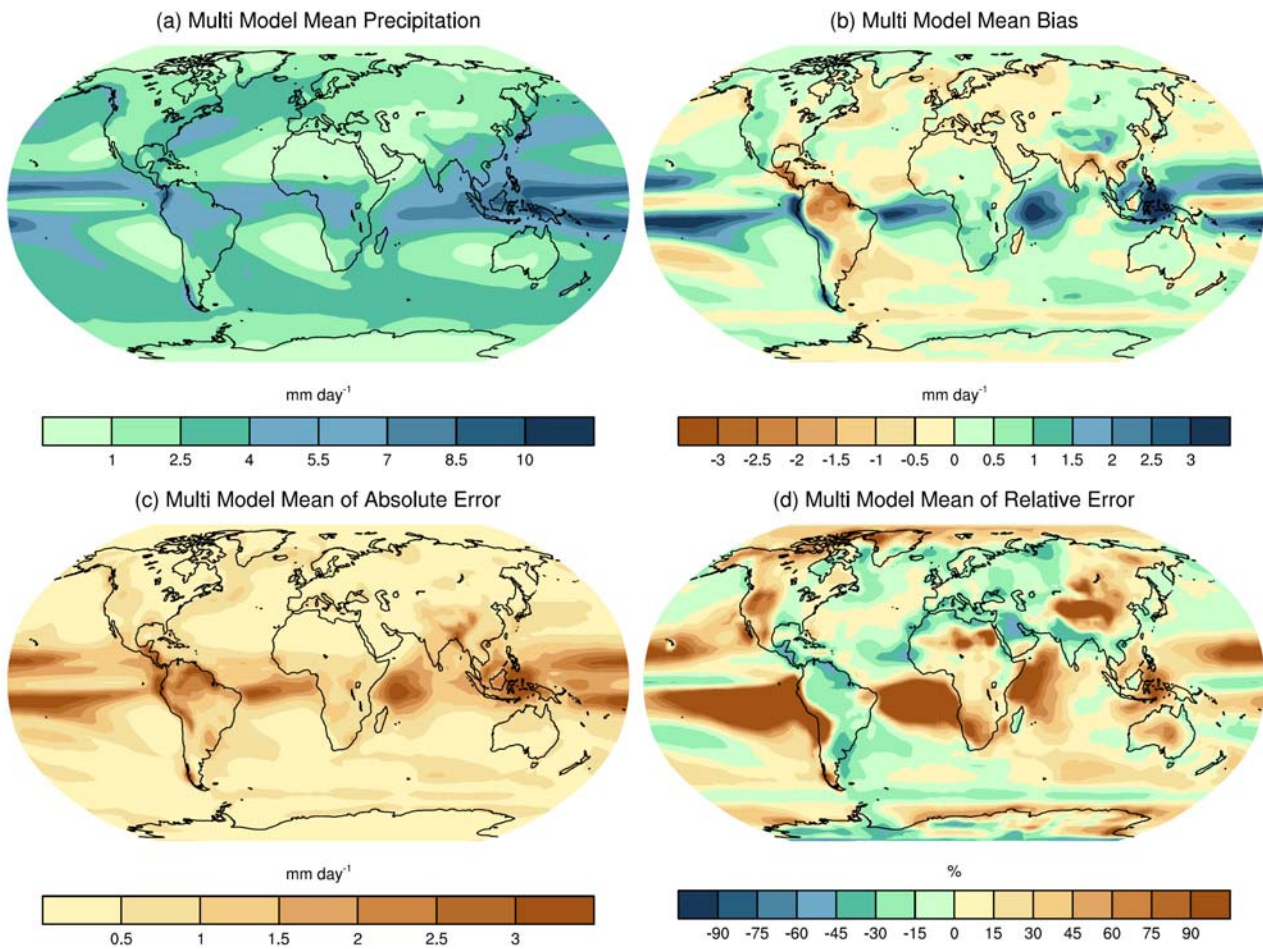 (a) Multi Model Mean Precipitation
(b) Multi Model Mean Bias
mm day-1
1 2.5 4 5.5 7 8.5 10
mm day-1
-3 -2.5 -2 -1.5 -1 -0.5 0 0.5 1 1.5 2 2.5 3
(c) Multi Model Mean of Absolute Error
(d) Multi Model Mean of Relative Error
mm day-1
0.5 1 1.5 2 2.5 3
%
-90 -75 -60 -45 -30 -15 0 15 30 45 60 75 90